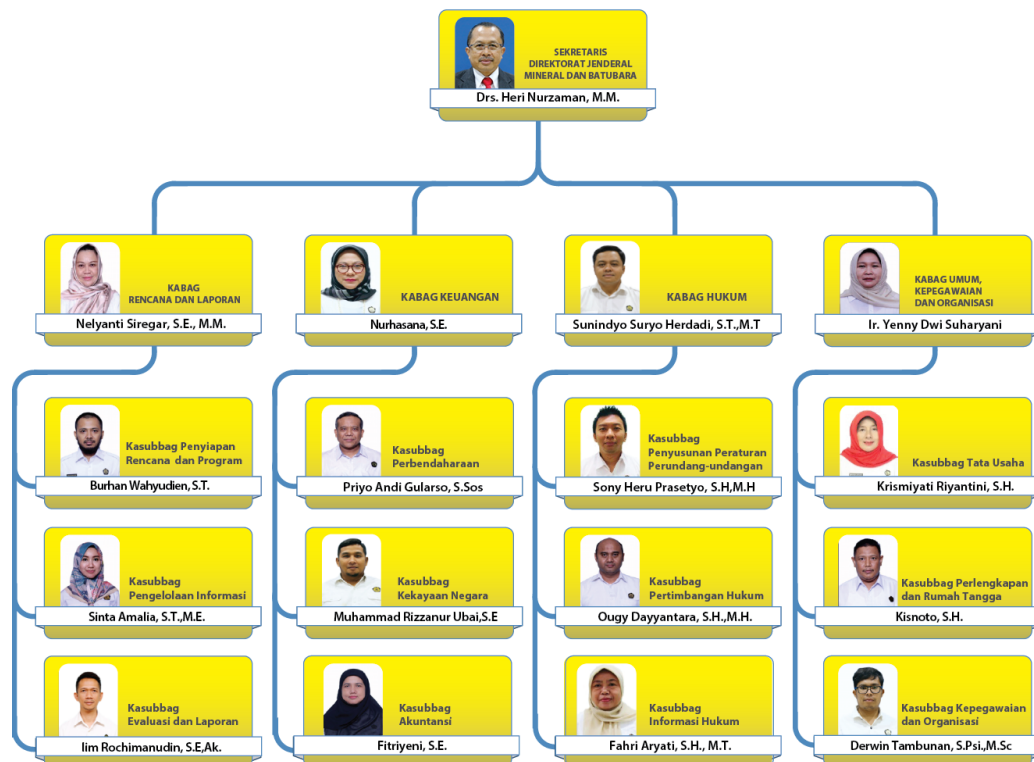 SEKRETARIS
DIREKTORAT JENDERAL
MINERAL DAN BATUBARA
Drs. Heri Nurzaman, M.M.
KABAG
RENCANA DAN LAPORAN
Nelyanti Siregar, S.E., M.M.
KABAG KEUANGAN
Nurhasana, S.E.
KABAG HUKUM
Sunindyo Suryo Herdadi, S.T.,M.T
KABAG UMUM,
KEPEGAWAIAN
DAN ORGANISASI
Ir. Yenny Dwi Suharyani
Kasubbag Penyiapan
Rencana dan Program
Burhan Wahyudien, S.T.
Kasubbag
Perbendaharaan
Priyo Andi Gularso, S.Sos
Kasubbag
Penyusunan Peraturan
Perundang-undangan
Sony Heru Prasetyo, S.H,M.H
Kasubbag Tata Usaha
Krismiyati Riyantini, S.H.
Kasubbag
Pengelolaan Informasi
Sinta Amalia, S.T.,M.E.
Kasubbag
Kekayaan Negara
Muhammad Rizzanur Ubai,S.E
Kasubbag
Pertimbangan Hukum
Ougy Dayyantara, S.H.,M.H.
Kasubbag Perlengkapan
dan Rumah Tangga
Kisnoto, S.H.
Kasubbag
Evaluasi dan Laporan
Iim Rochimanudin, S.E,Ak.
Kasubbag
Akuntansi
Fitriyeni, S.E.
Kasubbag
Informasi Hukum
Fahri Aryati, S.H., M.T.
Kasubbag Kepegawaian
dan Organisasi
Derwin Tambunan, S.Psi.,M.Sc